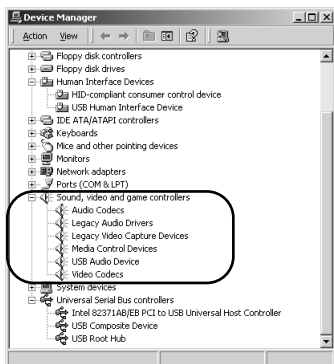 Device Manager
Action View
Floppy disk controllers
Floppy disk drives
Human Interface Devices
HID-compliant consumer control device
USB Human Interface Device
IDE ATA/ATAPI controllers
Keyboards
Mice and other pointing devices
Monitors
Network adapters
Ports (COM & LPT)
Sound, video and game controllers
Audio Codecs
Legacy Audio Drivers
Legacy Video Capture Devices
Media Control Devices
USB Audio Device
Video Codecs
System devices
Universal Serial Bus controllers
Intel 82371AB/EB PCI to USB Universal Host Controller
USB Composite Device
USB Root Hub